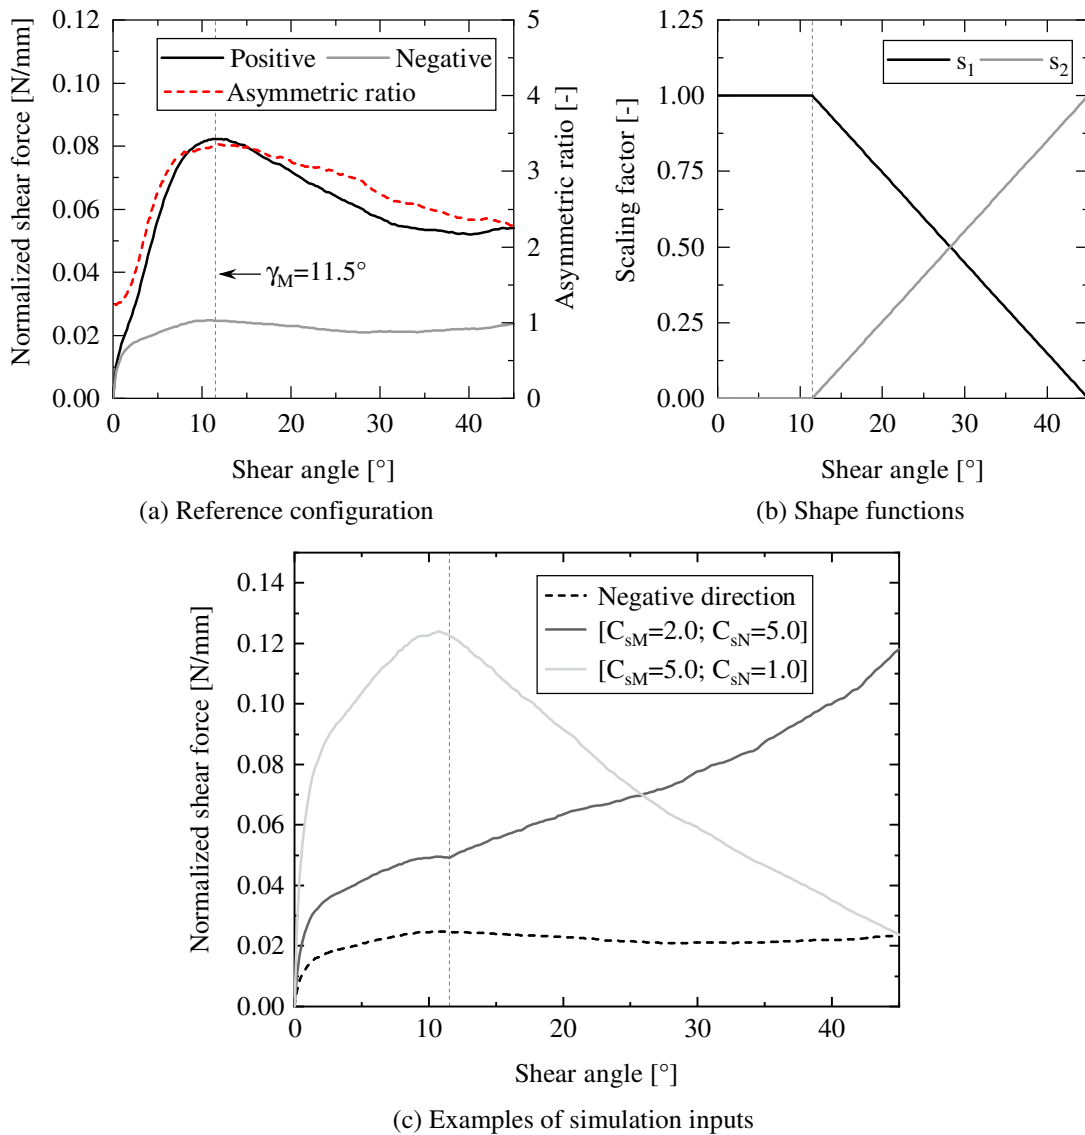 Normalized shear force [N/mm]
0.12
0.10
0.08
0.06
0.04
0.02
0.00
Positive
Negative
Asymmetric ratio
γM=11.5°
5
4
3
2
1
0
Asymmetric ratio [-]
0 10 20 30 40
Shear angle [°]
(a) Reference configuration
Scaling factor [-]
1.25
1.00
0.75
0.50
0.25
0.00
s1
s2
0 10 20 30 40
Shear angle [°]
(b) Shape functions
Normalized shear force [N/mm]
0.14
0.12
0.10
0.08
0.06
0.04
0.02
0.00
Negative direction
[CsM=2.0; CsN=5.0]
[CsM=5.0; CsN=1.0]
0 10 20 30 40
Shear angle [°]
(c) Examples of simulation inputs